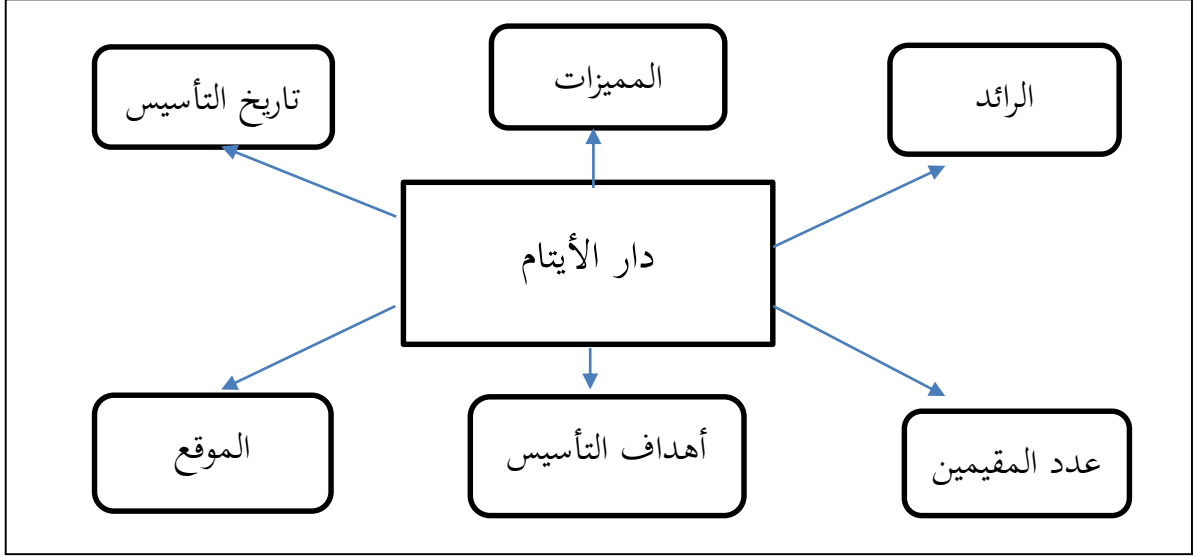 الرائد
المميزات
تاريخ التأسيس
دار الأيتام
عدد المقيمين
أهداف التأسيس
الموقع